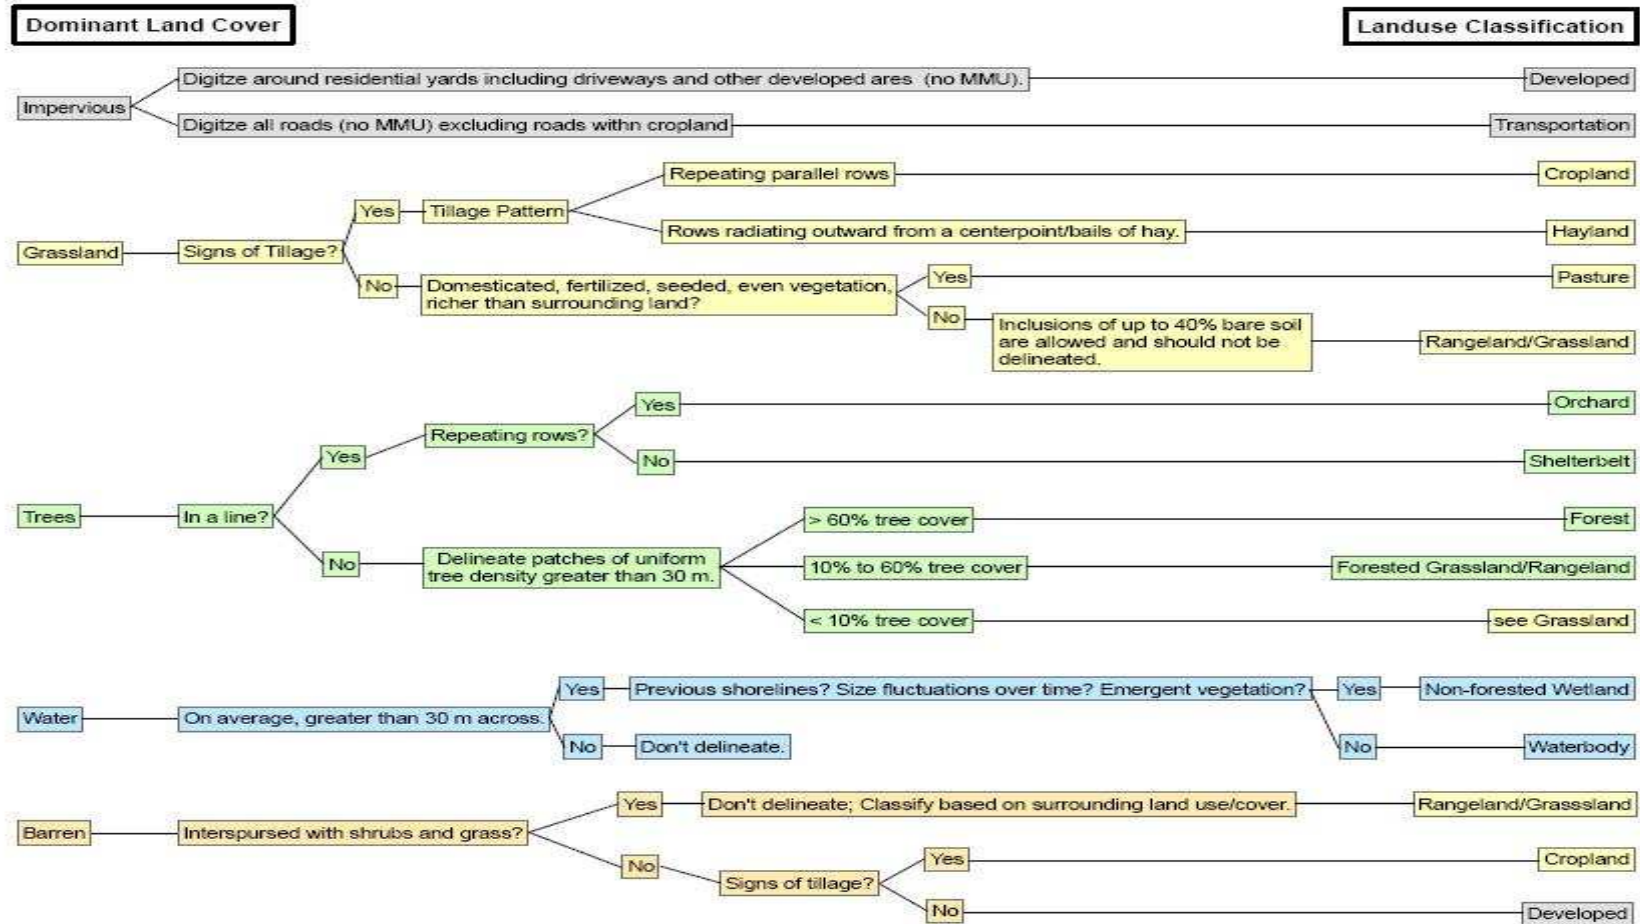 Dominant Land Cover
Landuse Classification
Impervious
Digitze around residential yards including driveways and other developed ares (no MMU).
Developed
Digitze all roads (no MMU) excluding roads withn cropland
Transportation
Grassland
Signs of Tillage?
Yes
Tillage Pattern
Repeating parallel rows
Cropland
Rows radiating outward from a centerpoint/bails of hay.
Hayland
No
Domesticated, fertilized, seeded, even vegetation,
richer than surrounding land?
Yes
Pasture
No
Inclusions of up to 40% bare soil
are allowed and should not be
delineated.
Rangeland/Grassland
Trees
In a line?
Yes
Repeating rows?
Yes
Orchard
No
Shelterbelt
No
Delineate patches of uniform
tree density greater than 30 m.
> 60% tree cover
Forest
10% to 60% tree cover
Forested Grassland/Rangeland
< 10% tree cover
see Grassland
Water
On average, greater than 30 m across.
Yes
Previous shorelines? Size fluctuations over time? Emergent vegetation?
Yes
Non-forested Wetland
No
Waterbody
No
Don't delineate.
Barren
Interspursed with shrubs and grass?
Yes
Don't delineate; Classify based on surrounding land use/cover.
Rangeland/Grasssland
No
Signs of tillage?
Yes
Cropland
No
Developed